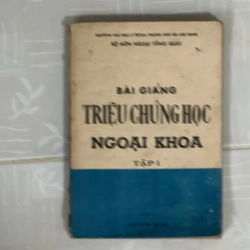 BỘ MÔN NGOẠI TỔNG QUÁT
BÀI GIẢNG
TRIỆU CHỨNG HỌC
NGOẠI KHOA
TẬP I